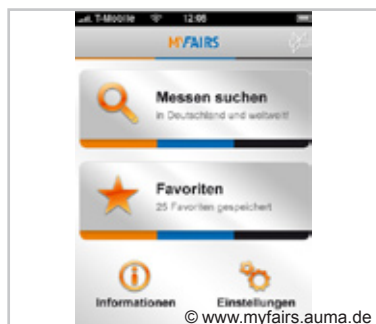 T-Mobile 12:06
MYFAIRS
Messen suchen
in Deutschland und weltweit!
Favoriten
25 Favoriten gespeichert
Informationen Einstellungen
© www.myfairs.auma.de